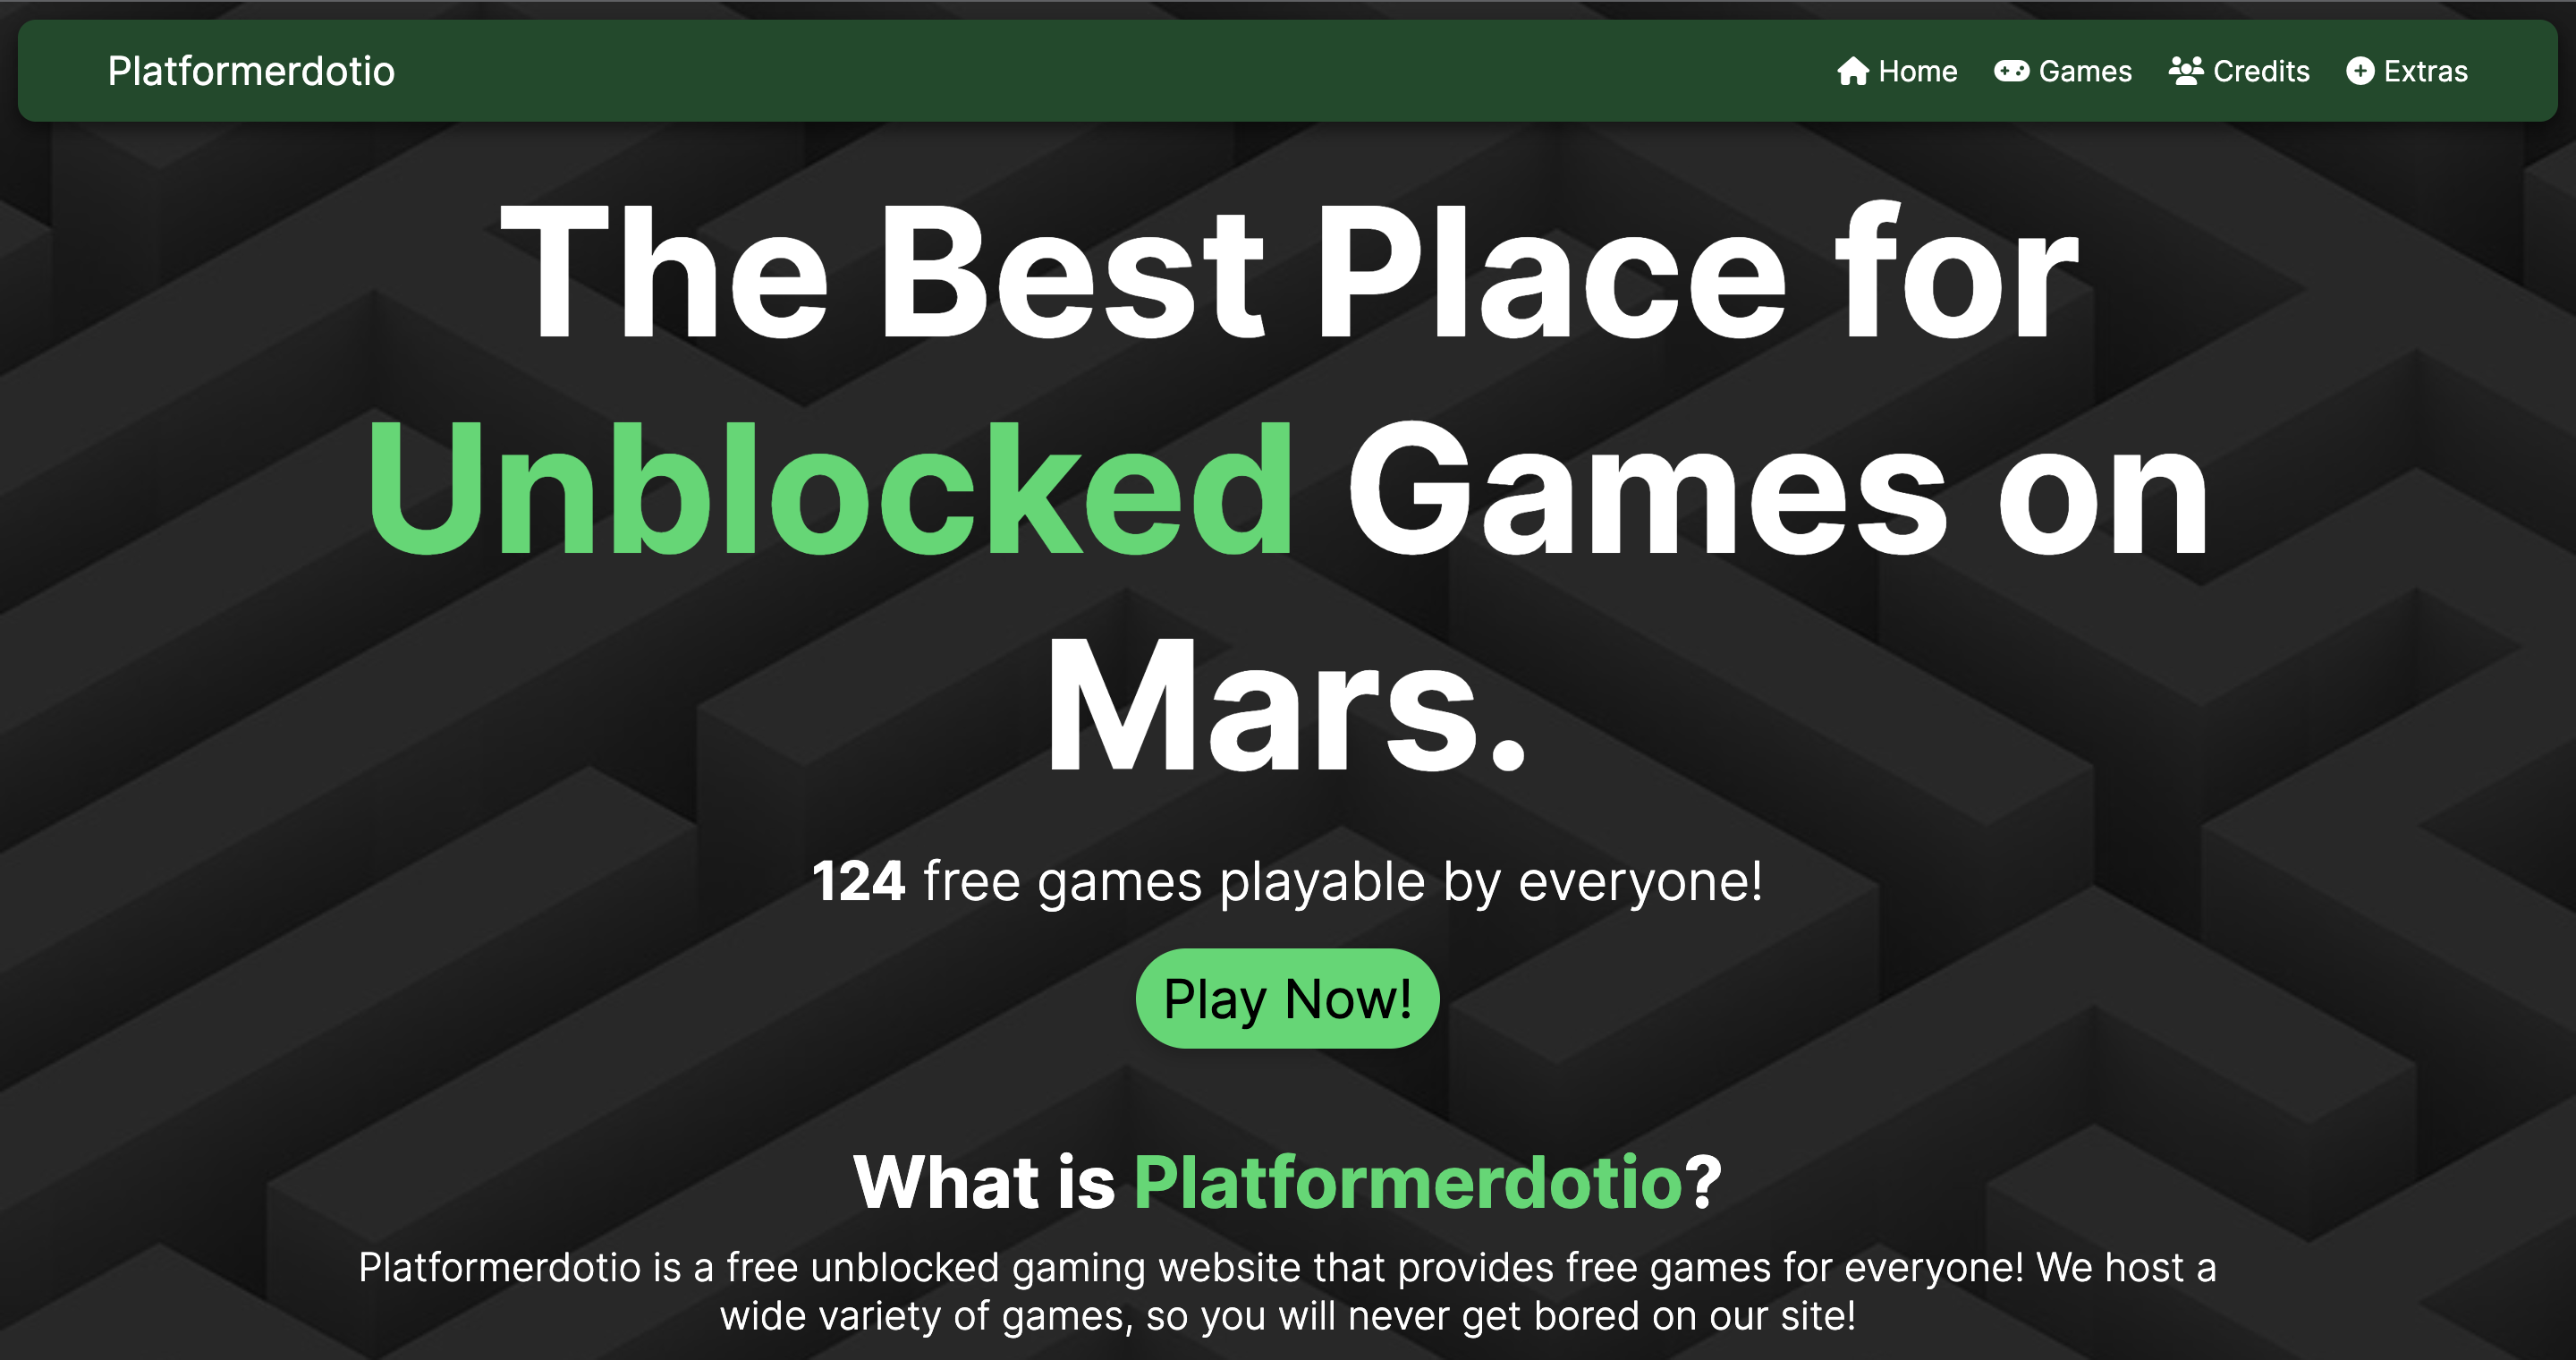 Platformerdotio
Home Games Credits Extras
The Best Place for
Unblocked Games on
Mars.
124 free games playable by everyone!
Play Now!
What is Platformerdotio?
Platformerdotio is a free unblocked gaming website that provides free games for everyone! We host a
wide variety of games, so you will never get bored on our site!